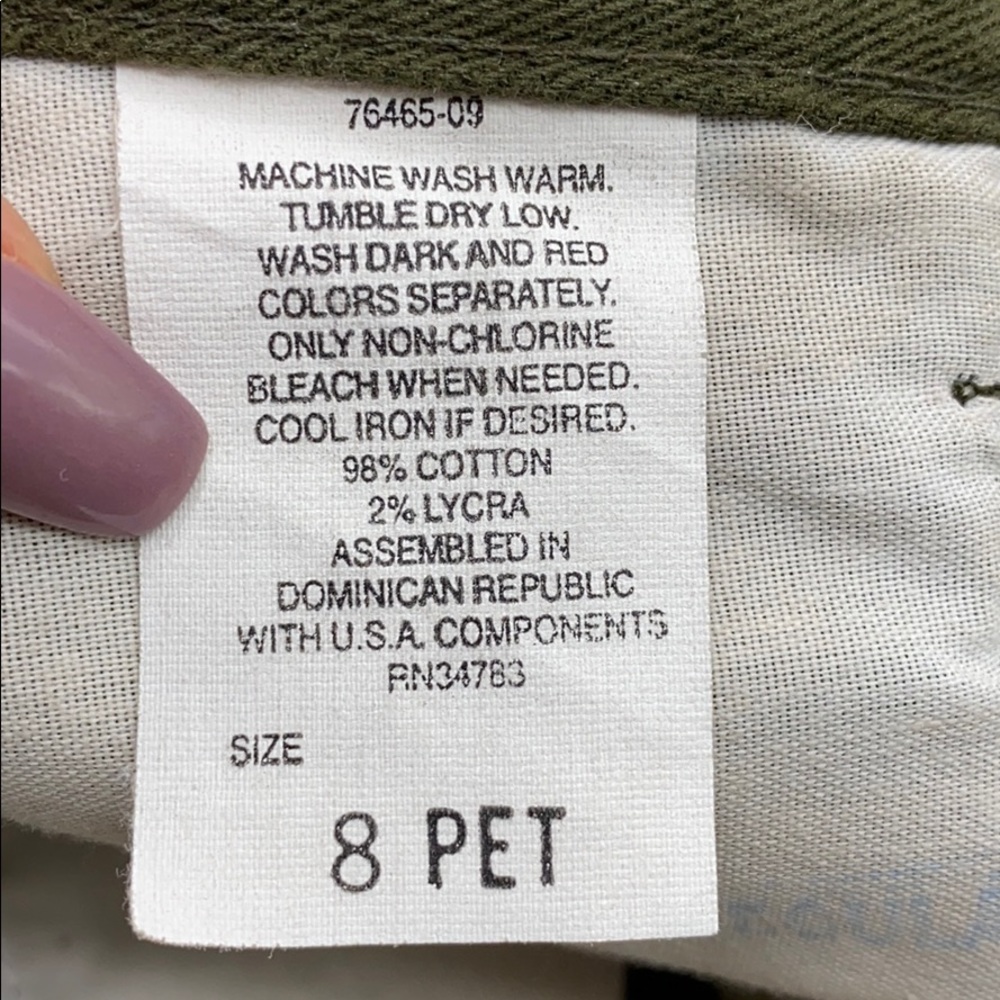 76465-09
MACHINE WASH WARM.
TUMBLE DRY LOW.
WASH DARK AND RED
COLORS SEPARATELY.
ONLY NON-CHLORINE
BLEACH WHEN NEEDED.
COOL IRON IF DESIRED.
98% COTTON
2% LYCRA
ASSEMBLED IN
DOMINICAN REPUBLIC
WITH U.S.A. COMPONENTS
RN34783
SIZE
8 PET